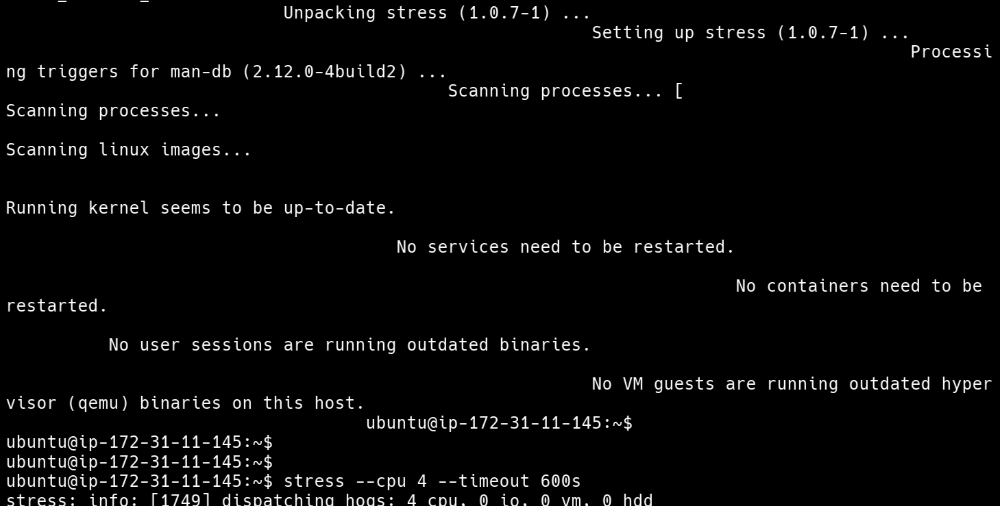 Unpacking stress (1.0.7-1) ...
Setting up stress (1.0.7-1) ...
Processi
ng triggers for man-db (2.12.0-4build2) ...
Scanning processes... [
Scanning processes...
Scanning linux images...
Running kernel seems to be up-to-date.
No services need to be restarted.
No containers need to be
restarted.
No user sessions are running outdated binaries.
No VM guests are running outdated hyper
visor (qemu) binaries on this host.
ubuntu@ip-172-31-11-145:~$
ubuntu@ip-172-31-11-145:~$
ubuntu@ip-172-31-11-145:~$
ubuntu@ip-172-31-11-145:~$ stress --cpu 4 --timeout 600s
stress: info: [1749] dispatching hogs: 4 cpu, 0 io, 0 vm, 0 hdd